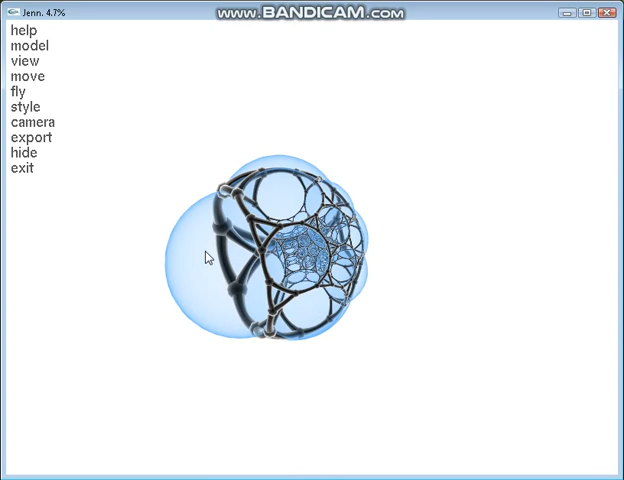 Jenn. 4.7%
www.BANDICAM.com
help
model
view
move
fly
style
camera
export
hide
exit